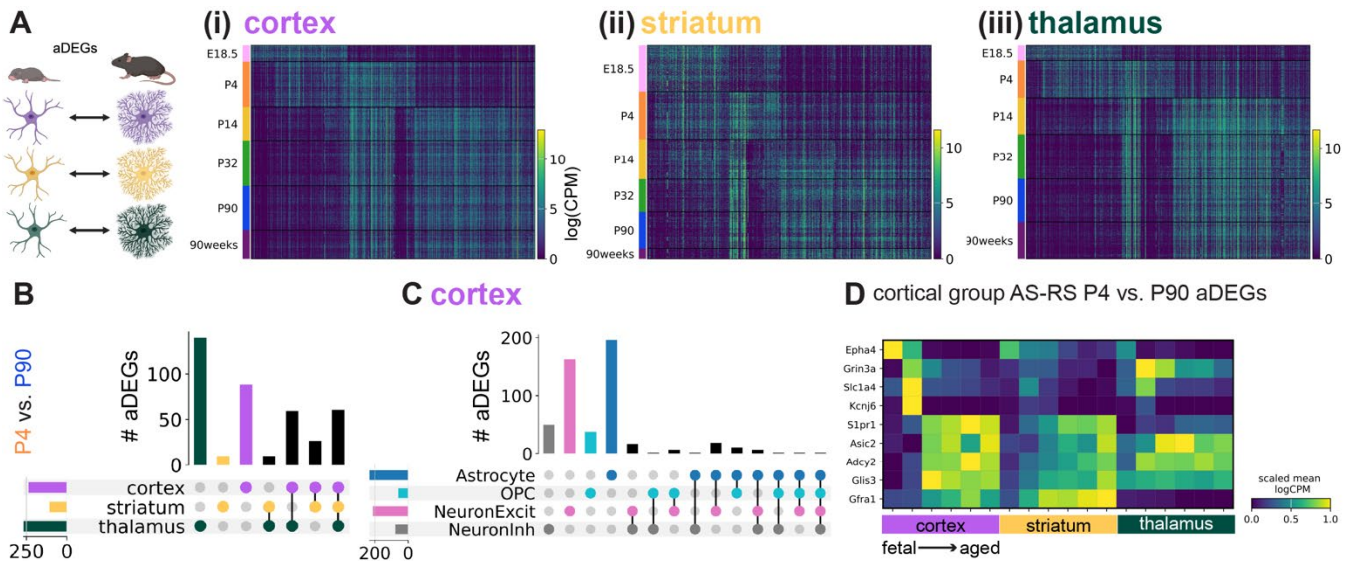 A
aDEGs
(i) cortex
E18.5
P4
P14
P32
P90
90weeks
10
5
0
log(CPM)
(ii) striatum
E18.5
P4
P14
P32
P90
90weeks
10
5
0
(iii) thalamus
E18.5
P4
P14
P32
P90
90weeks
10
5
0
B
P4 vs. P90
# aDEGs
100
50
0
cortex
striatum
thalamus
250 0
C cortex
# aDEGs
200
100
0
Astrocyte
OPC
NeuronExcit
NeuronInh
200 0
D cortical group AS-RS P4 vs. P90 aDEGs
Epha4
Grin3a
Slc1a4
Kcnj6
S1pr1
Asic2
Adcy2
Glis3
Gfra1
cortex striatum thalamus
fetal aged
scaled mean
logCPM
0.0 0.5 1.0